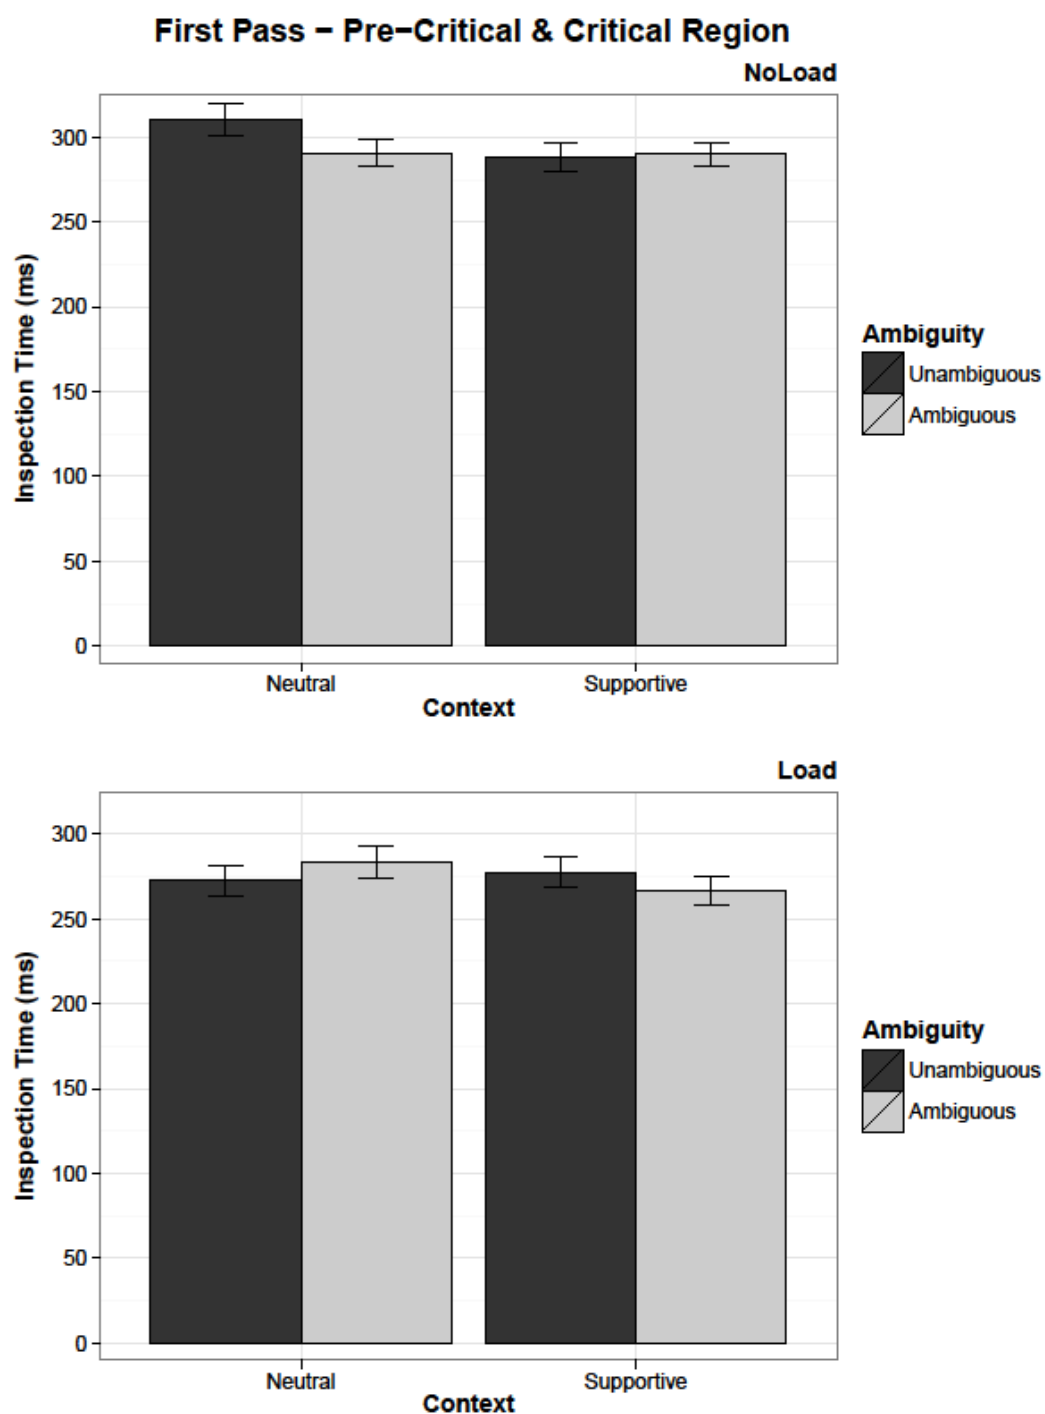 First Pass − Pre−Critical & Critical Region
NoLoad
300
250
200
150
100
50
0
Inspection Time (ms)
Neutral
Supportive
Context
Ambiguity
Unambiguous
Ambiguous
Load
300
250
200
150
100
50
0
Inspection Time (ms)
Neutral
Supportive
Context
Ambiguity
Unambiguous
Ambiguous